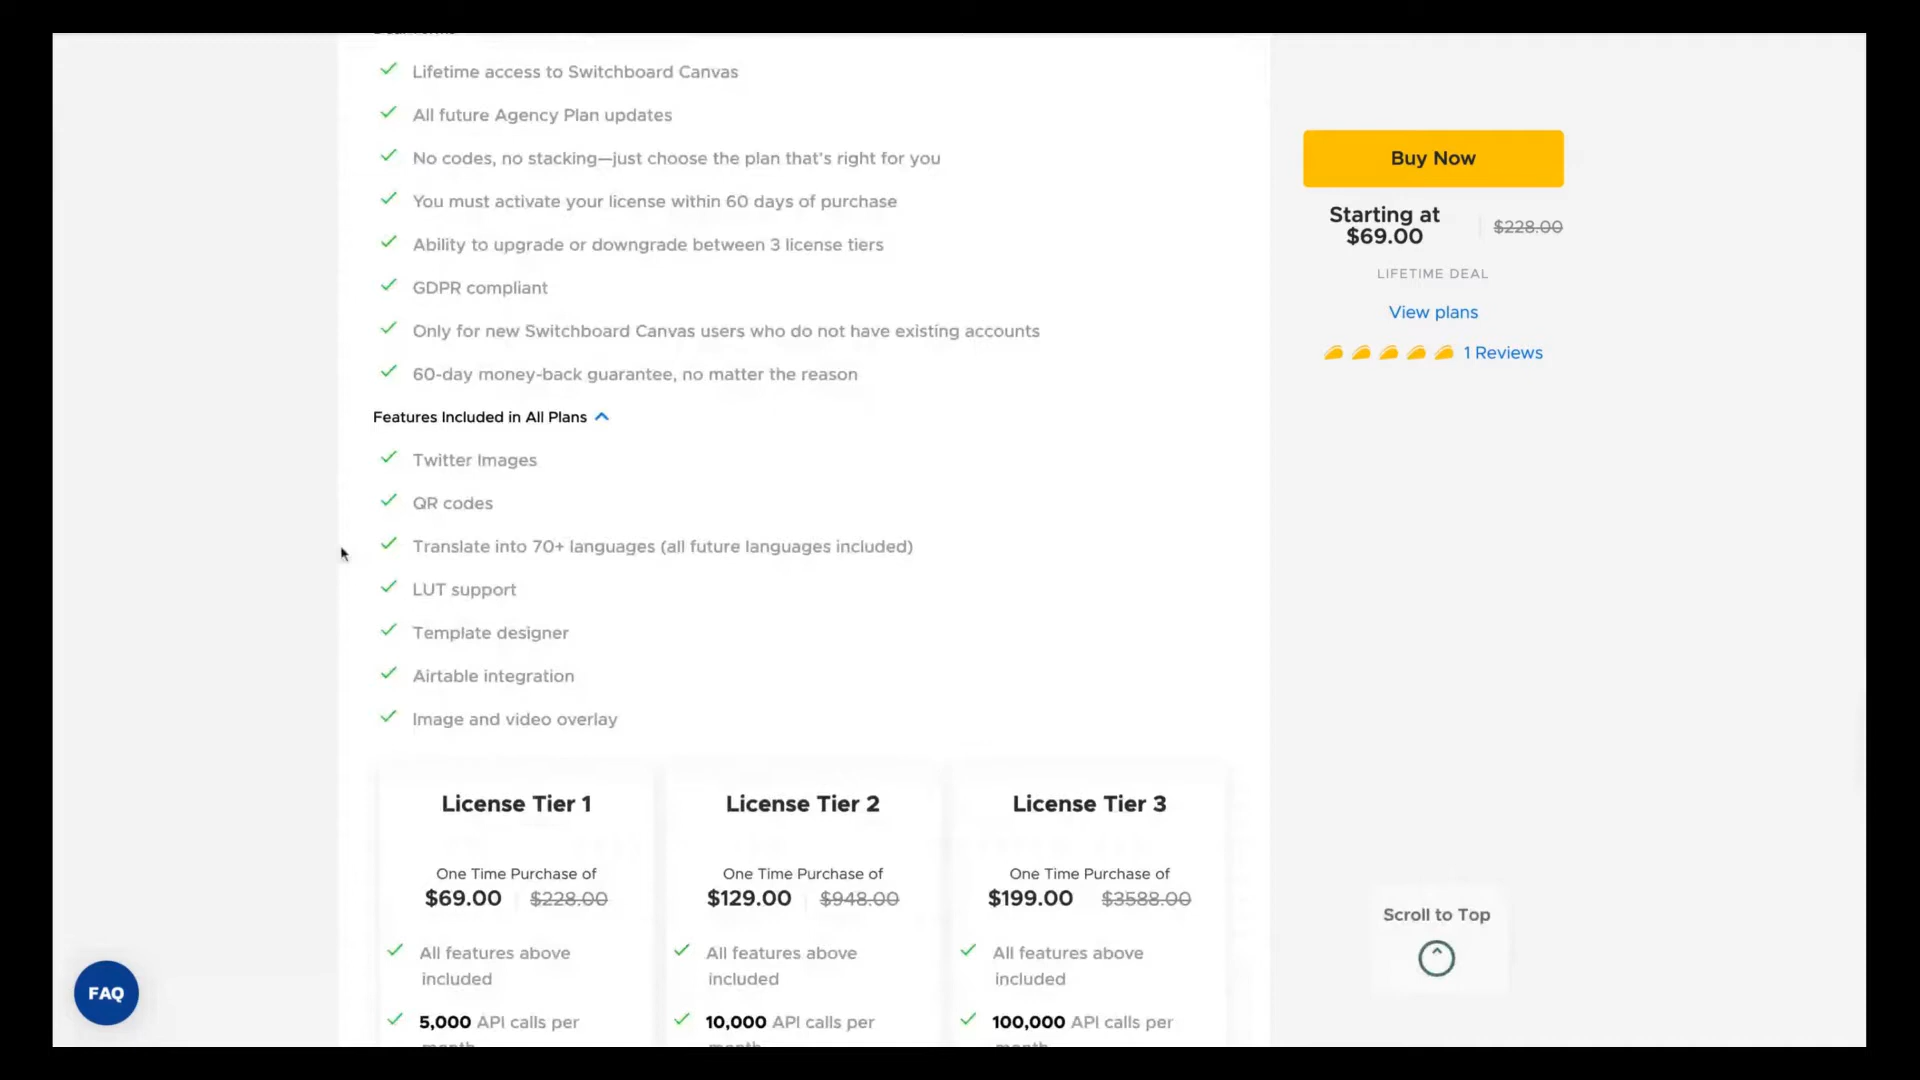 Lifetime access to Switchboard Canvas
All future Agency Plan updates
No codes, no stacking—just choose the plan that's right for you
You must activate your license within 60 days of purchase
Ability to upgrade or downgrade between 3 license tiers
GDPR compliant
Only for new Switchboard Canvas users who do not have existing accounts
60-day money-back guarantee, no matter the reason
Features Included in All Plans
Twitter Images
QR codes
Translate into 70+ languages (all future languages included)
LUT support
Template designer
Airtable integration
Image and video overlay
License Tier 1
One Time Purchase of
$69.00 $228.00
All features above
included
5,000 API calls per
month
License Tier 2
One Time Purchase of
$129.00 $948.00
All features above
included
10,000 API calls per
month
License Tier 3
One Time Purchase of
$199.00 $3588.00
All features above
included
100,000 API calls per
month
Buy Now
Starting at
$69.00
$228.00
LIFETIME DEAL
View plans
1 Reviews
Scroll to Top
FAQ